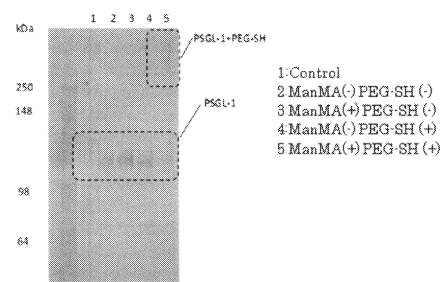 kDa
1 2 3 4 5
PSGL-1+PEG-SH
250
148
PSGL-1
98
64
1:Control
2:ManMA(-)PEG-SH (-)
3:ManMA(+)PEG-SH (-)
4:ManMA(-)PEG-SH (+)
5:ManMA(+)PEG-SH (+)